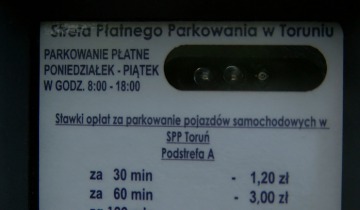 Strefa Płatnego Parkowania w Toruniu
PARKOWANIE PŁATNE
PONIEDZIAŁEK - PIĄTEK
W GODZ. 8:00 - 18:00
Stawki opłat za parkowanie pojazdów samochodowych w
SPP Toruń
Podstrefa A
za 30 min - 1,20 zł
za 60 min - 3,00 zł